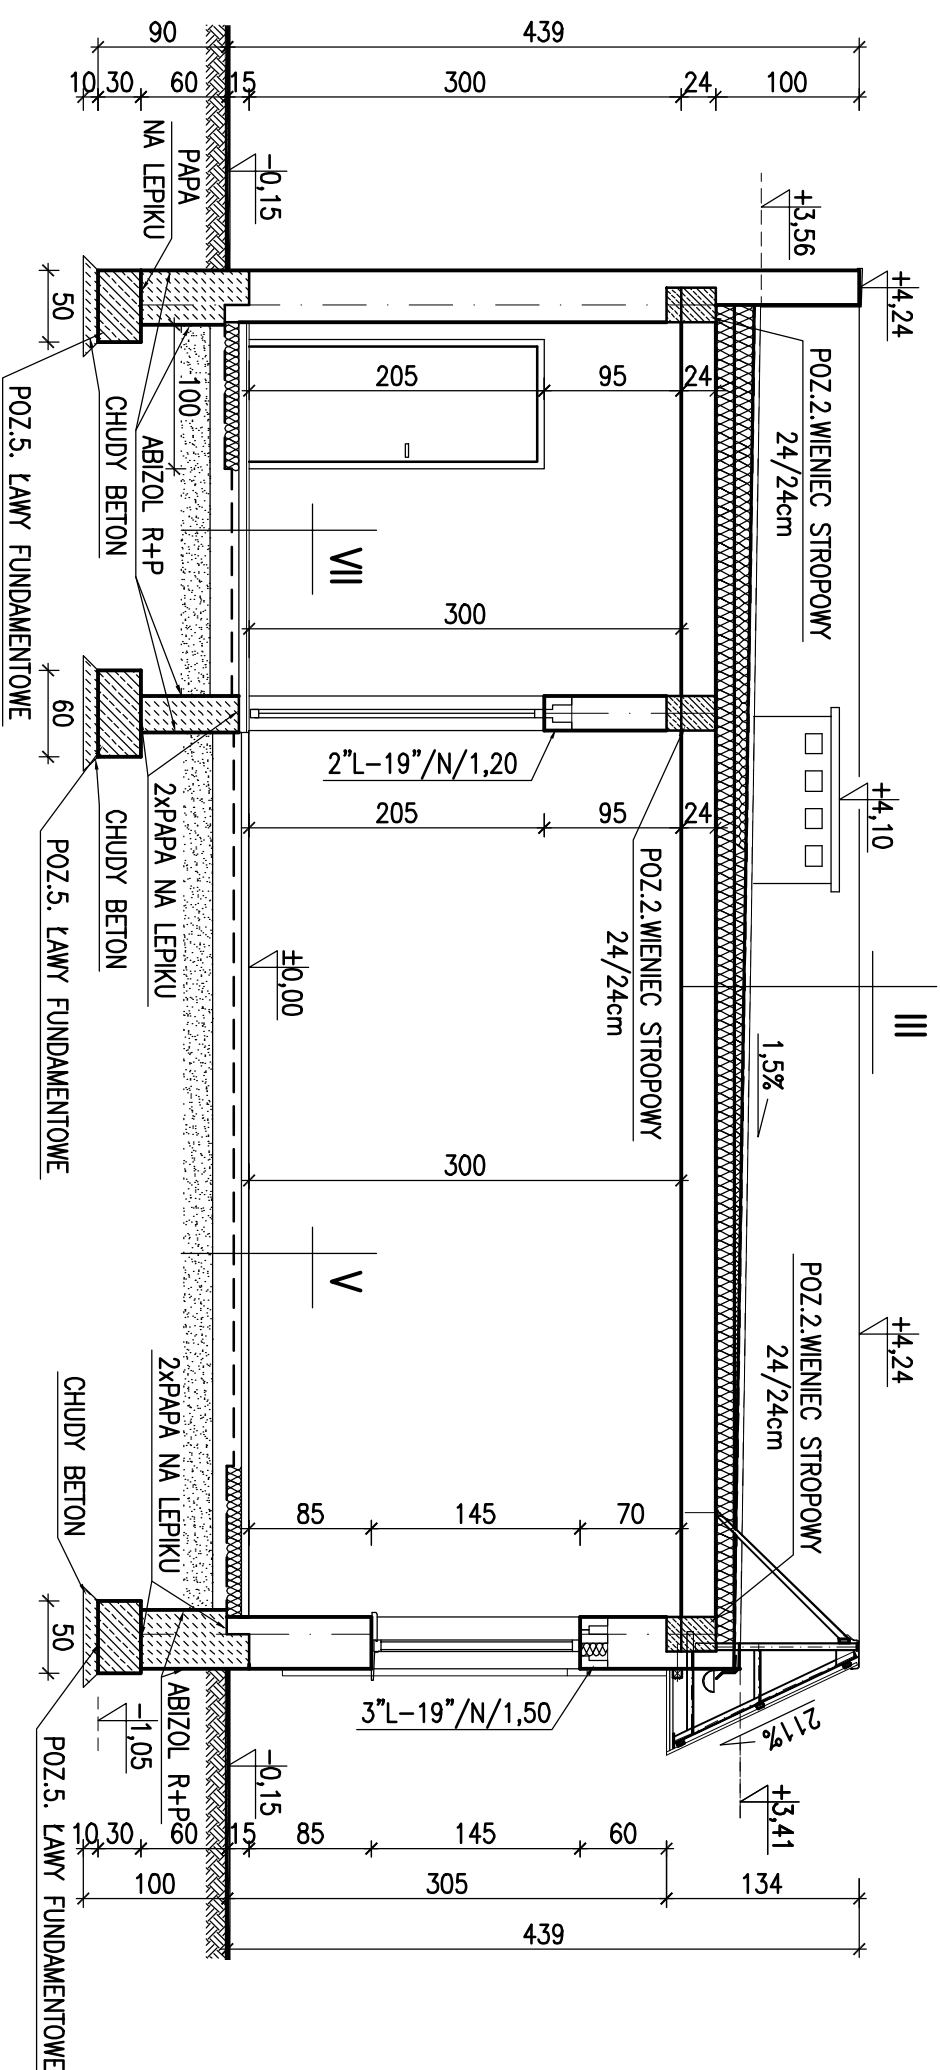 439
90
100
24
300
15
60
30
10
+4,24
+3,56
-0,15
PAPA
NA LEPIKU
50
POZ.2.WIENIEC STROPOWY
24/24cm
24
95
205
100
ABIZOL R+P
CHUDY BETON
POZ.5. ŁAWY FUNDAMENTOWE
VII
300
60
2"L-19"/N/1,20
+4,10
24
95
205
POZ.2.WIENIEC STROPOWY
24/24cm
2xPAPA NA LEPIKU
CHUDY BETON
POZ.5. ŁAWY FUNDAMENTOWE
±0,00
III
1,5%
300
V
+4,24
POZ.2.WIENIEC STROPOWY
24/24cm
2xPAPA NA LEPIKU
CHUDY BETON
70
145
85
50
3"L-19"/N/1,50
211%
ABIZOL R+P
-1,05
POZ.5. ŁAWY FUNDAMENTOWE
-0,15
+3,41
60
145
85
15
60
30
10
134
305
100
439